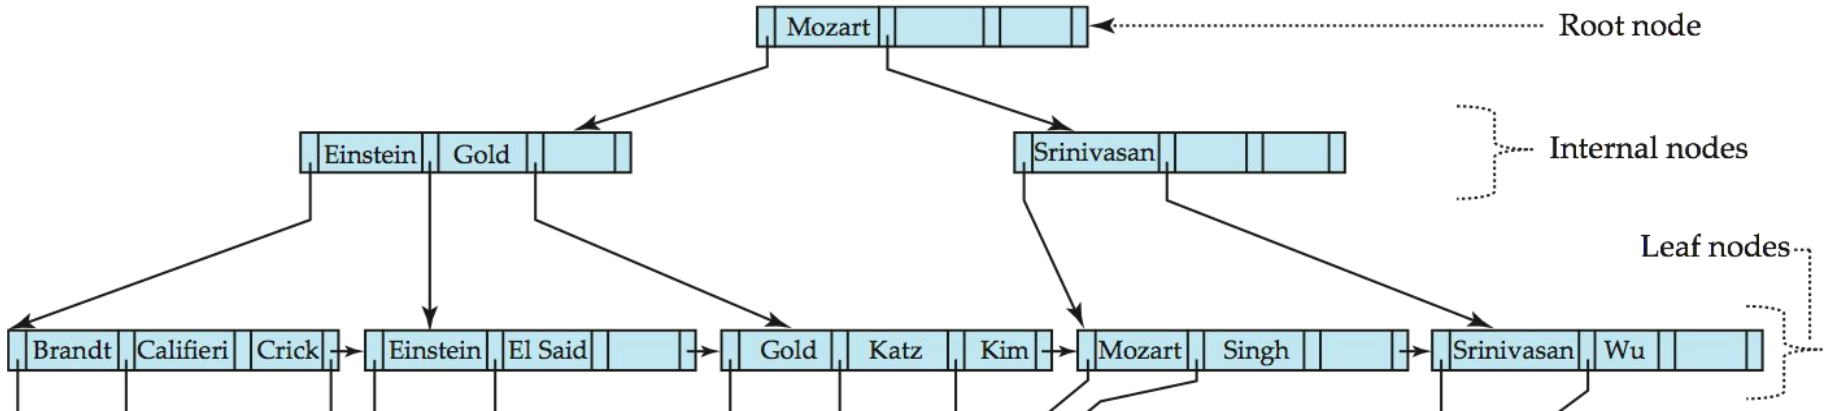 Mozart
Root node
Einstein Gold
Srinivasan
Internal nodes
Leaf nodes
Brandt Califieri Crick
Einstein El Said
Gold Katz Kim
Mozart Singh
Srinivasan Wu